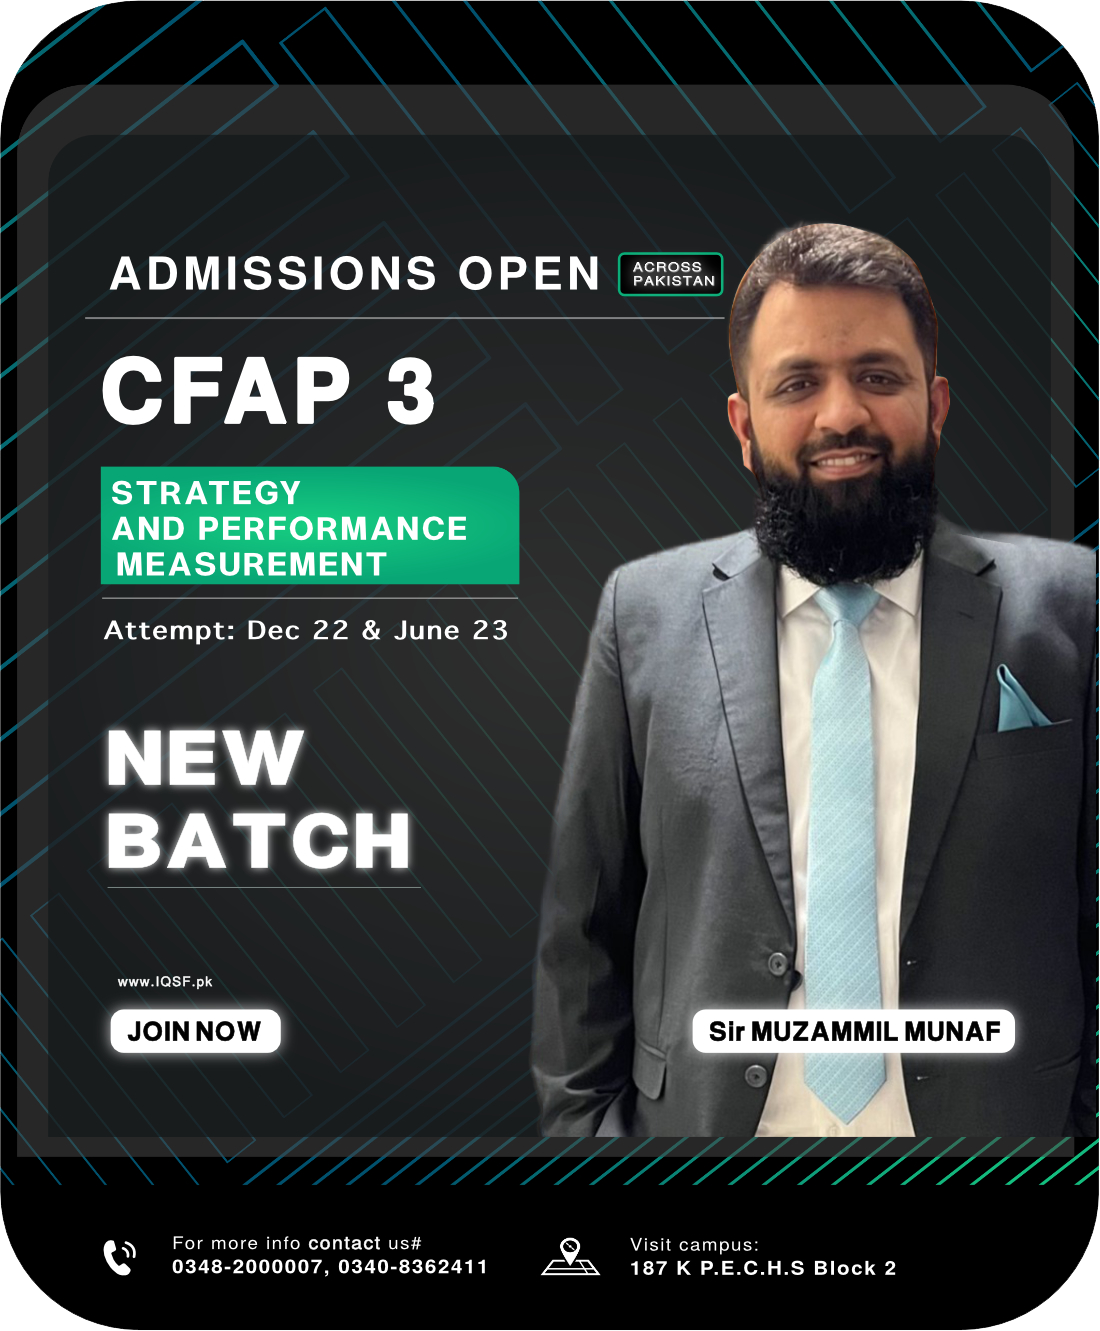 ADMISSIONS OPEN
ACROSS
PAKISTAN
CFAP 3
STRATEGY
AND PERFORMANCE
MEASUREMENT
Attempt: Dec 22 & June 23
NEW
BATCH
www.IQSF.pk
JOIN NOW
Sir MUZAMMIL MUNAF
For more info contact us#
0348-2000007, 0340-8362411
Visit campus:
187 K P.E.C.H.S Block 2